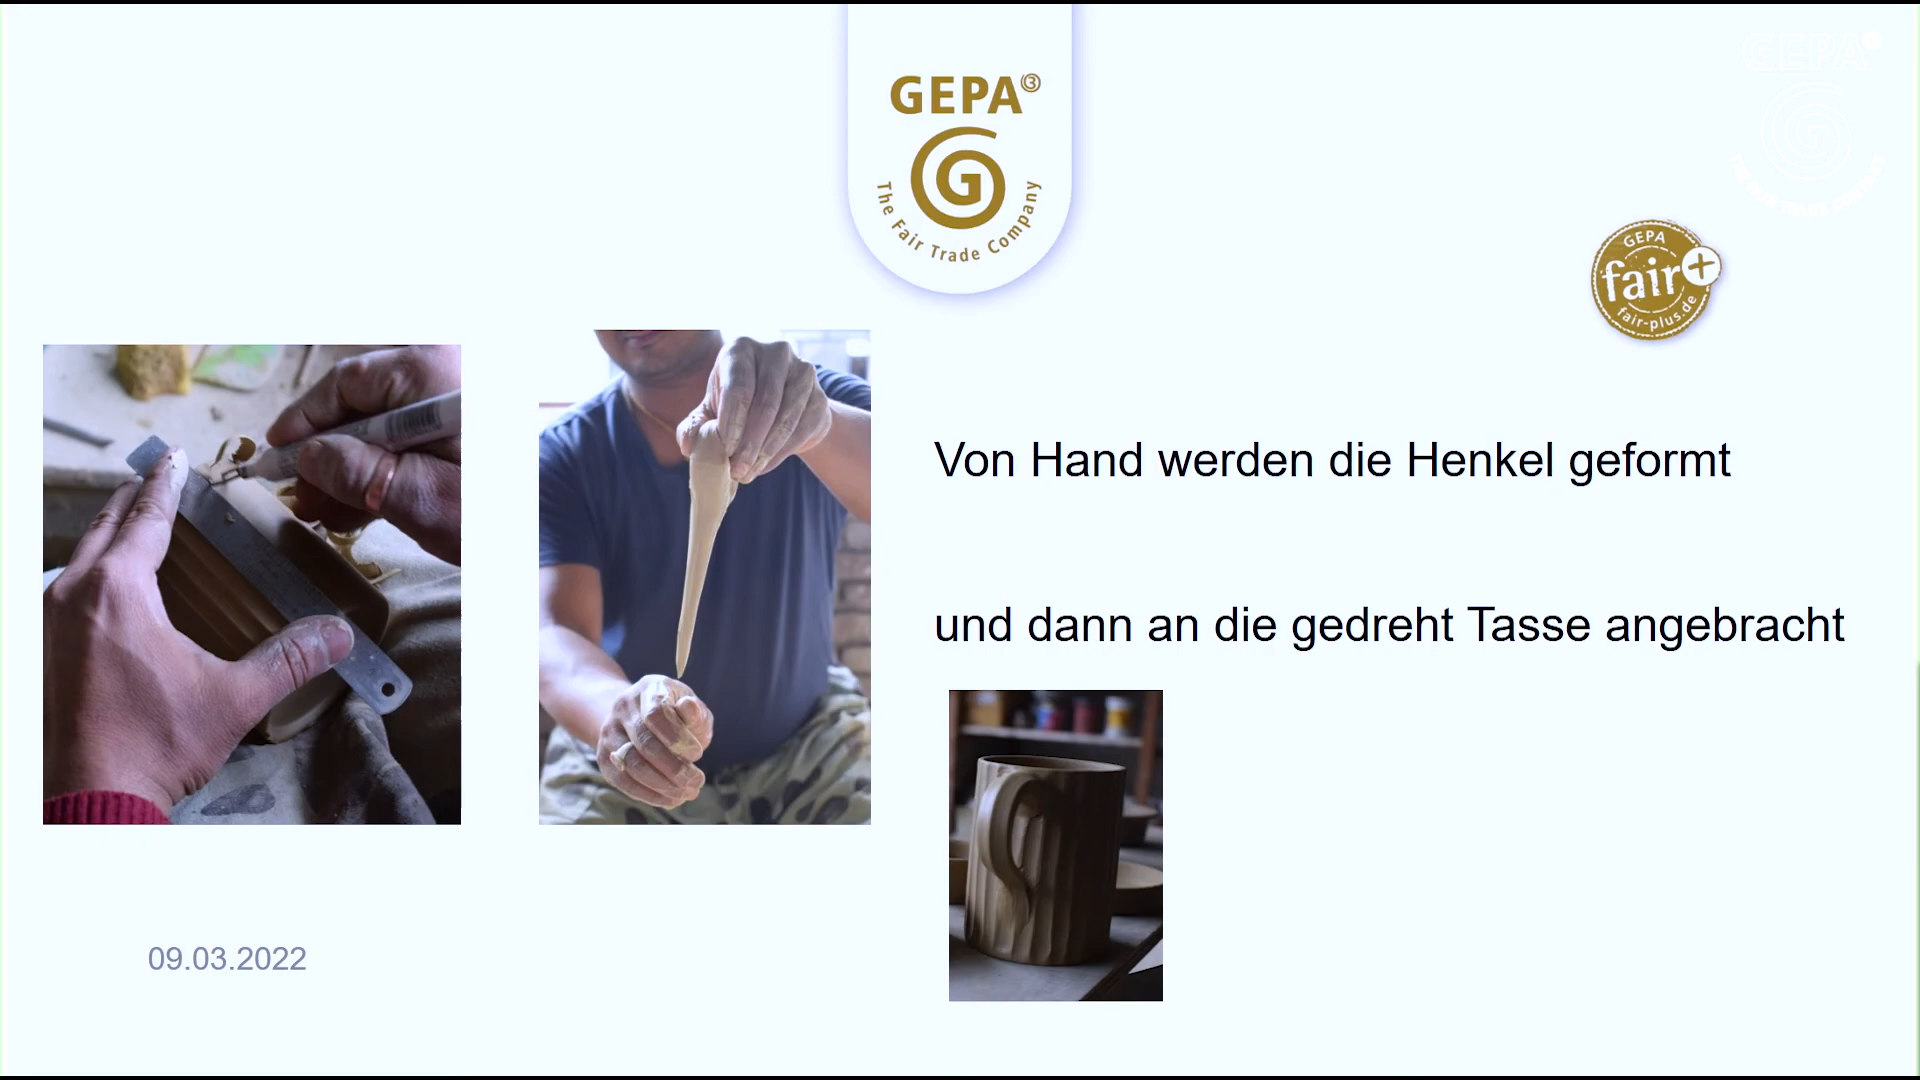 GEPA③
The Fair Trade Company
GEPA
GEPA
fair+
fair-plus.de
Von Hand werden die Henkel geformt
und dann an die gedreht Tasse angebracht
09.03.2022